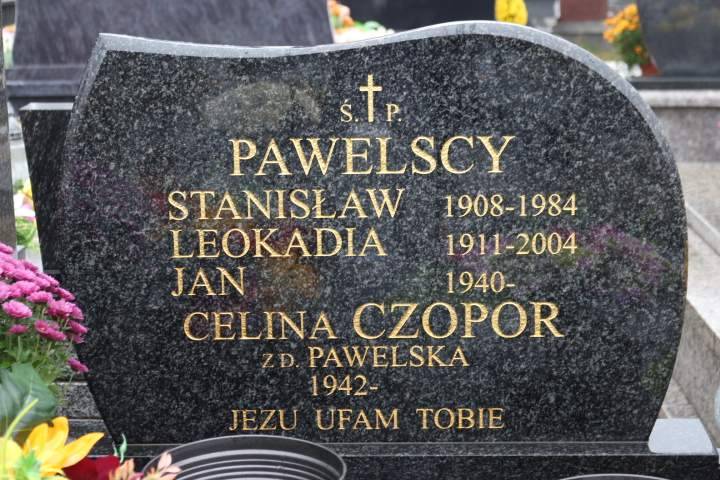 Ś. P.
PAWELSCY
STANISŁAW 1908-1984
LEOKADIA 1911-2004
JAN 1940-
CELINA CZOPOR
Z D. PAWELSKA
1942-
JEZU UFAM TOBIE